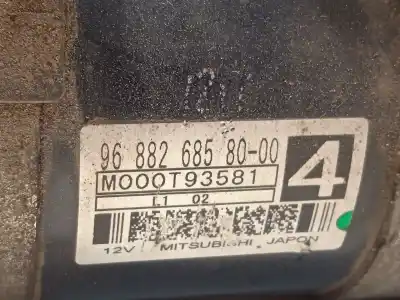 96 882 685 80-00
M000T93581
4
L1 02
12V MITSUBISHI JAPON